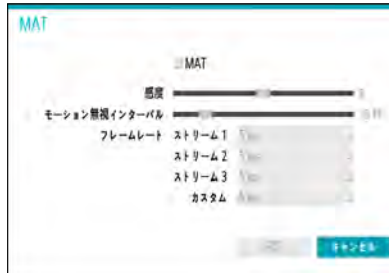 MAT
MAT
感度
モーション無視インターバル
フレームレート ストリーム 1
ストリーム 2
ストリーム 3
カスタム
キャンセル